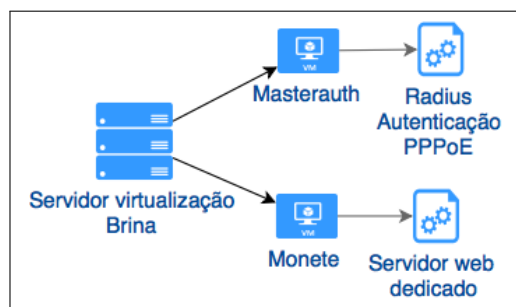 VM
Masterauth
Radius
Autenticação
PPPoE
Servidor virtualização
Brina
VM
Monete
Servidor web
dedicado